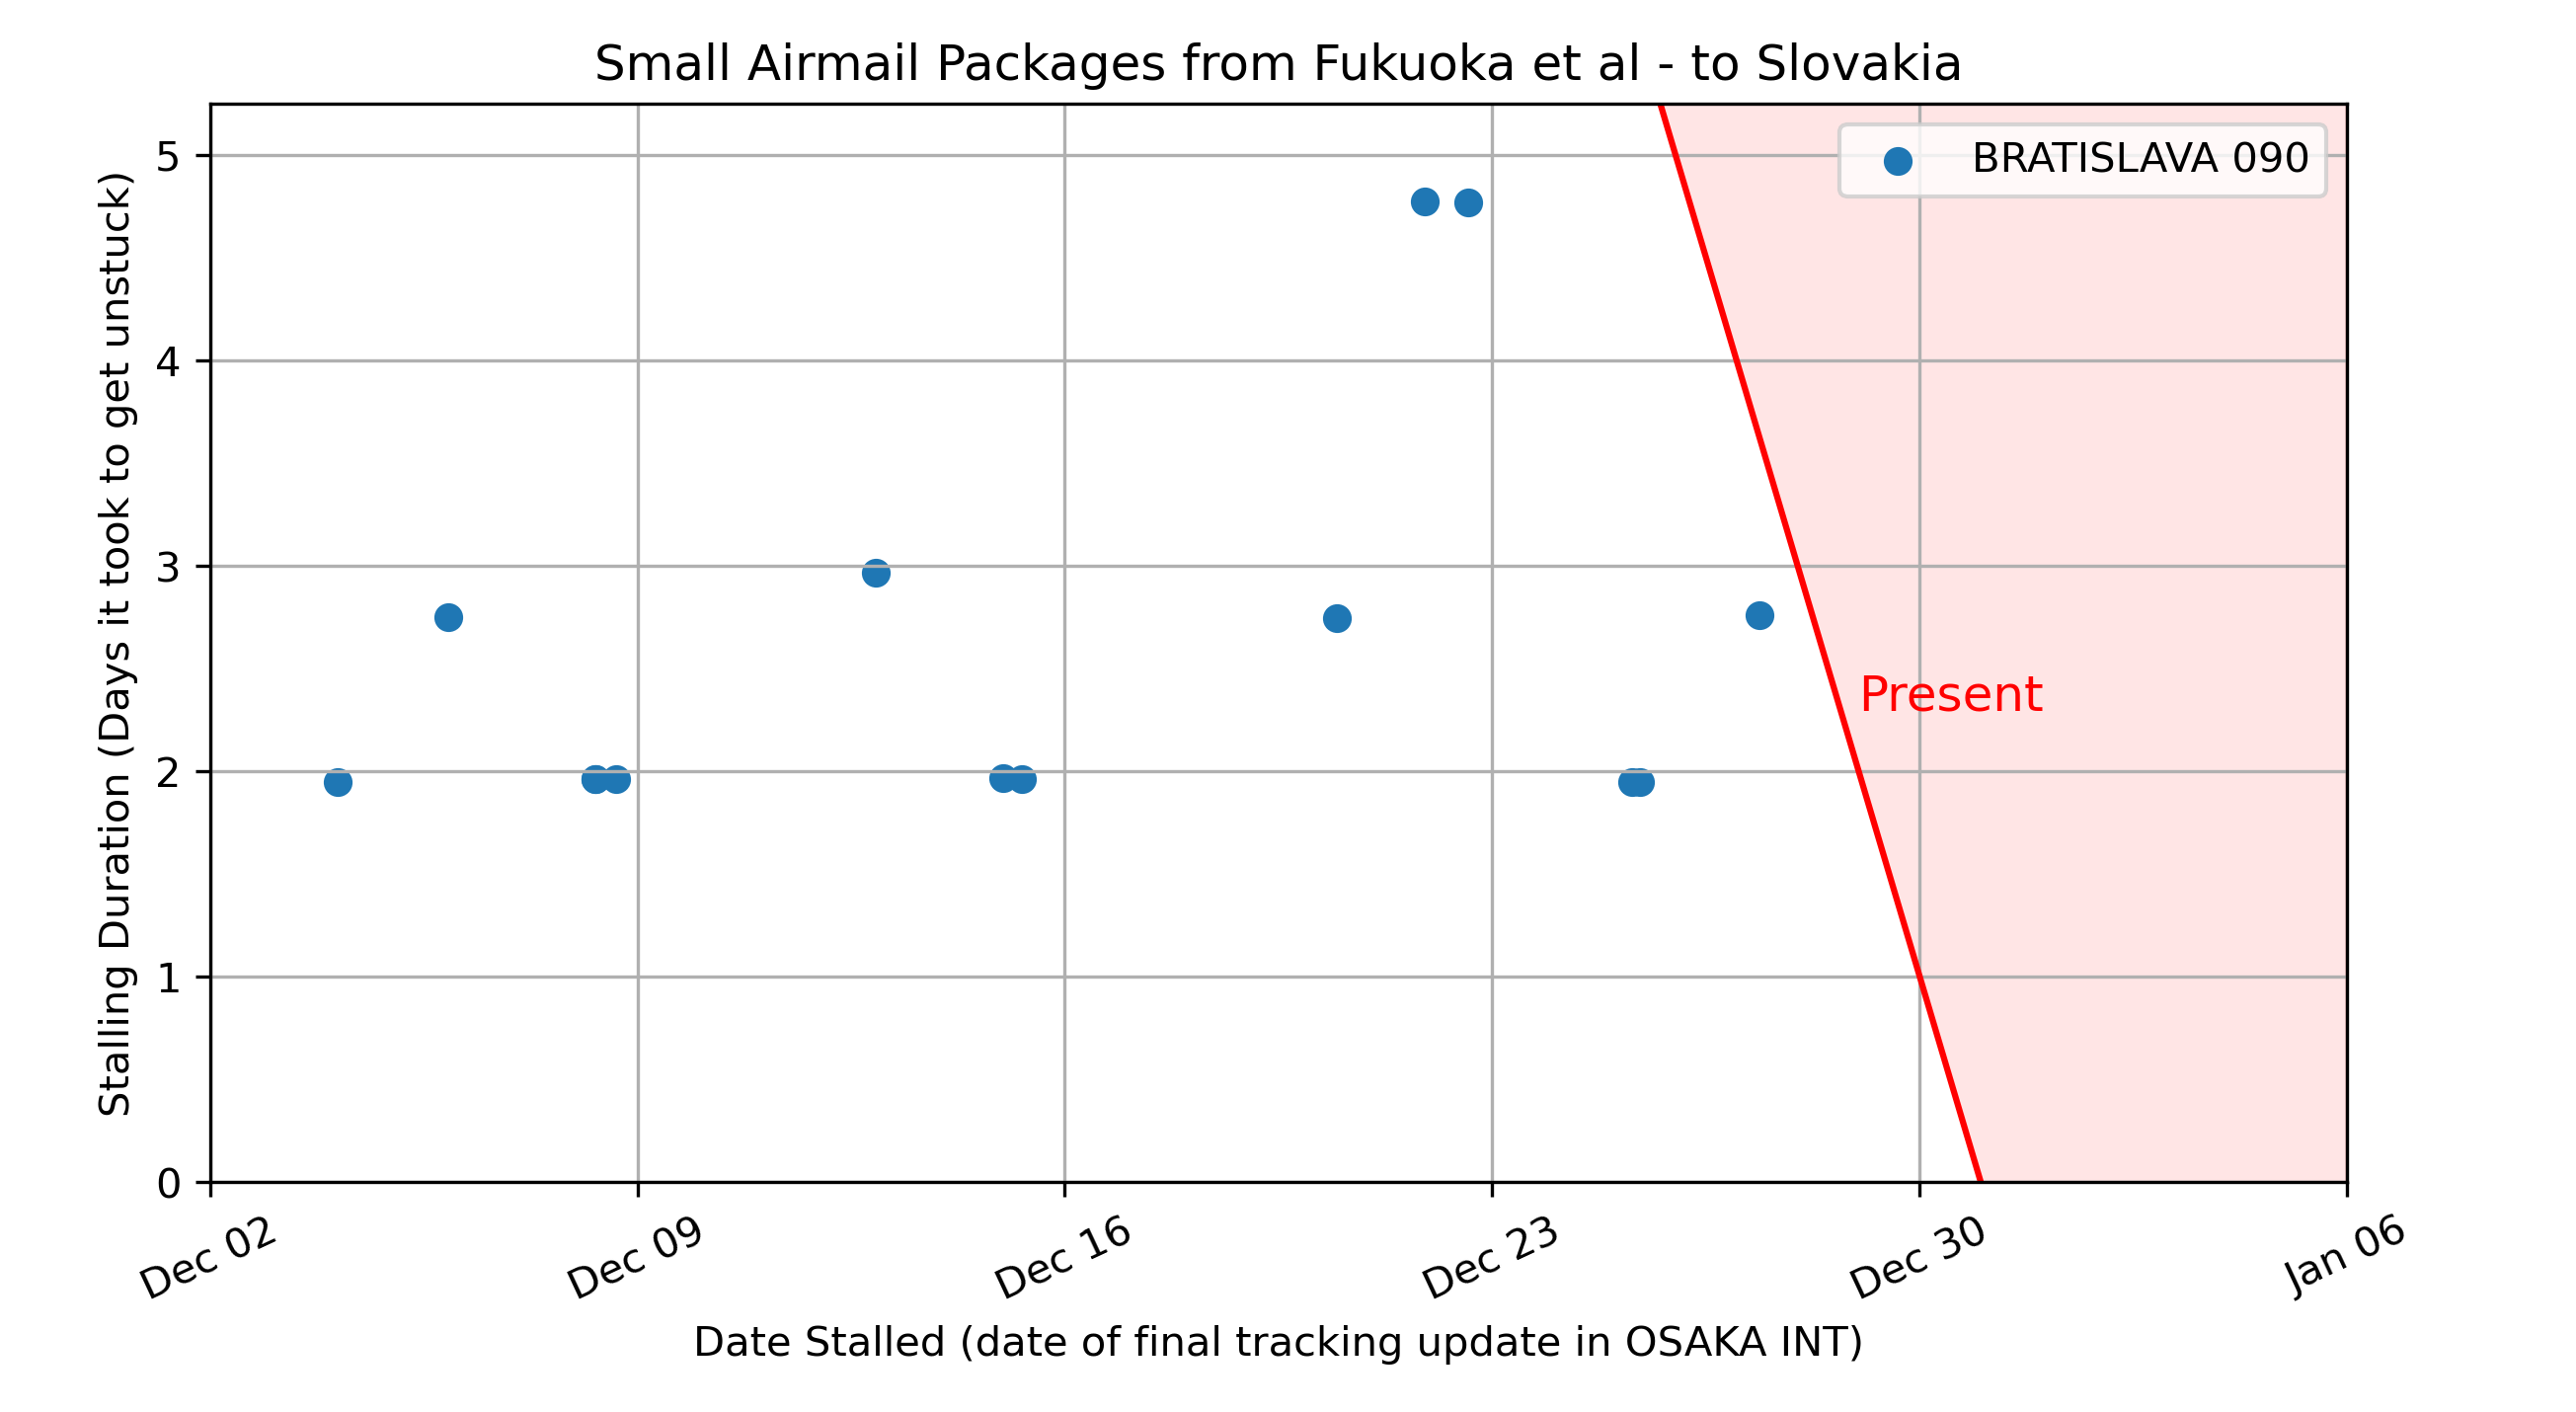 Small Airmail Packages from Fukuoka et al - to Slovakia
BRATISLAVA 090
Stalling Duration (Days it took to get unstuck)
5
4
3
2
1
0
Present
Dec 02
Dec 09
Dec 16
Dec 23
Dec 30
Jan 06
Date Stalled (date of final tracking update in OSAKA INT)